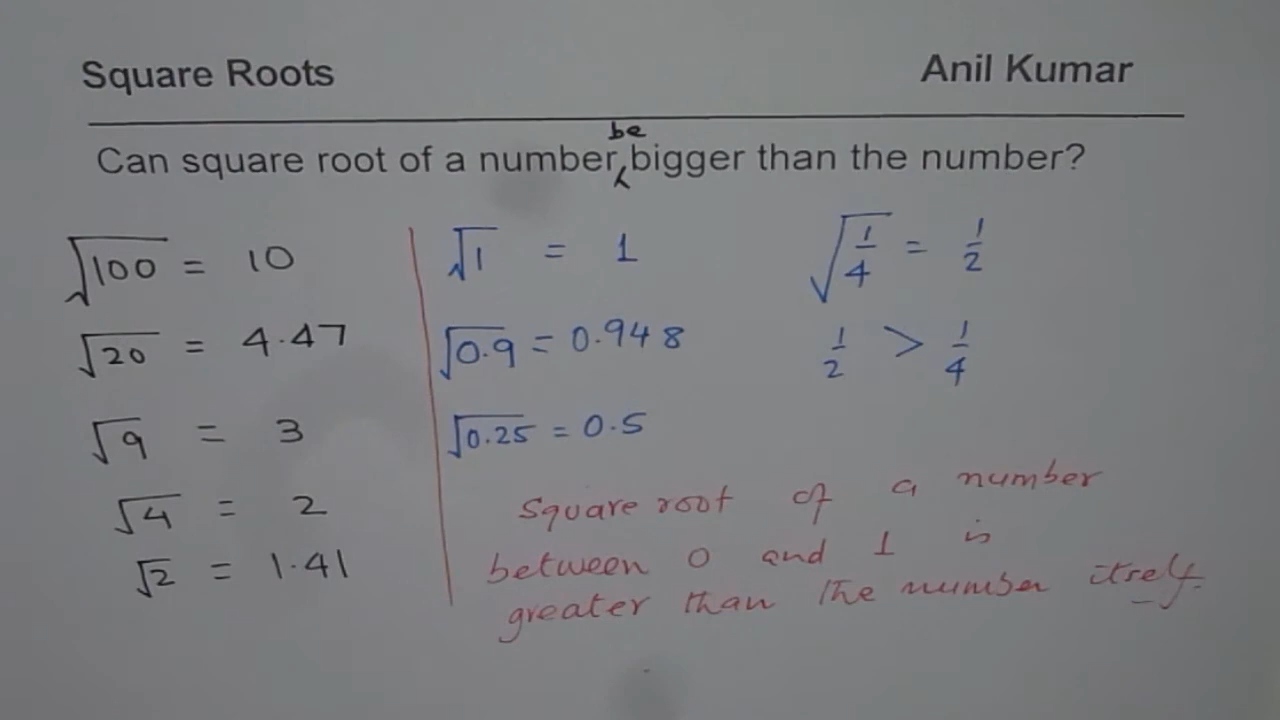 Square Roots Anil Kumar
Can square root of a number be bigger than the number?
√100 = 10
√20 = 4.47
√9 = 3
√4 = 2
√2 = 1.41
√1 = 1
√0.9 = 0.948
√0.25 = 0.5
√1/4 = 1/2
1/2 > 1/4
Square root of a number
between 0 and 1 is
greater than the number itself.